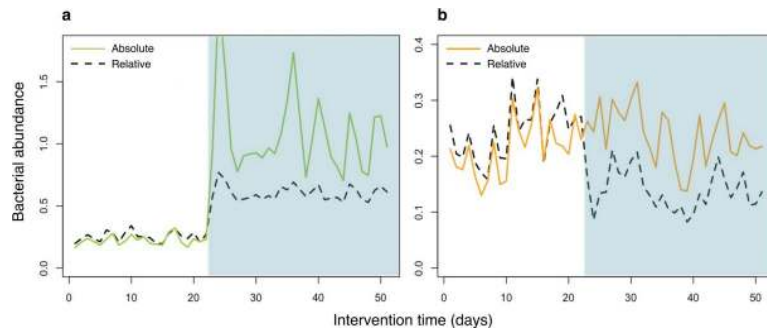 a
Absolute
Relative
Bacterial abundance
0.0
0.5
1.0
1.5
0
10
20
30
40
50
b
Absolute
Relative
0.0
0.1
0.2
0.3
0.4
0
10
20
30
40
50
Intervention time (days)